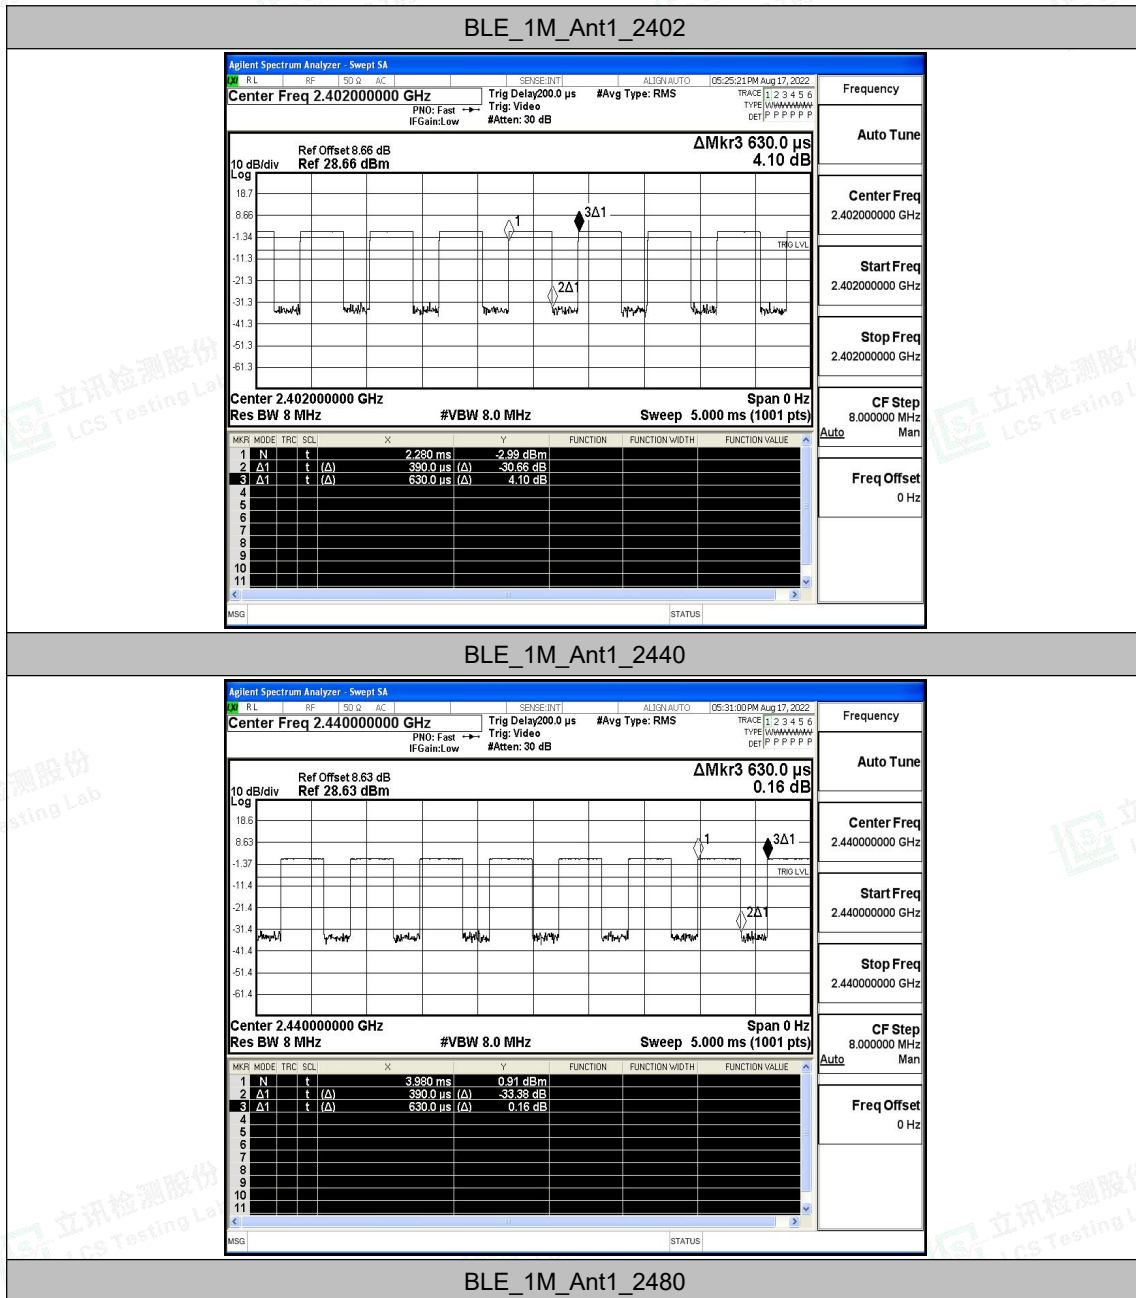 BLE_1M_Ant1_2402
Agilent Spectrum Analyzer - Swept SA
RL RF 50 Ω AC SENSE:INT ALIGN AUTO 05:25:21 PM Aug 17, 2022
Center Freq 2.402000000 GHz
PNO: Fast
IFGain:Low
Trig Delay200.0 µs
Trig: Video
#Atten: 30 dB
#Avg Type: RMS
TRACE 1 2 3 4 5 6
TYPE WWWWWW
DET P P P P P P
Ref Offset 8.66 dB
Ref 28.66 dBm
10 dB/div
Log
ΔMkr3 630.0 µs
4.10 dB
18.7
8.66
-1.34
-11.3
-21.3
-31.3
-41.3
-51.3
-61.3
1
3Δ1
2Δ1
TRIG LVL
Center 2.402000000 GHz Span 0 Hz
Res BW 8 MHz #VBW 8.0 MHz Sweep 5.000 ms (1001 pts)
MKR MODE TRC SCL X Y FUNCTION FUNCTION WIDTH FUNCTION VALUE
1 N t 2.280 ms -2.99 dBm
2 Δ1 t (Δ) 390.0 µs (Δ) -30.66 dB
3 Δ1 t (Δ) 630.0 µs (Δ) 4.10 dB
4
5
6
7
8
9
10
11
MSG STATUS
Frequency
Auto Tune
Center Freq
2.402000000 GHz
Start Freq
2.402000000 GHz
Stop Freq
2.402000000 GHz
CF Step
8.000000 MHz
Auto Man
Freq Offset
0 Hz
BLE_1M_Ant1_2440
Agilent Spectrum Analyzer - Swept SA
RL RF 50 Ω AC SENSE:INT ALIGN AUTO 05:31:00 PM Aug 17, 2022
Center Freq 2.440000000 GHz
PNO: Fast
IFGain:Low
Trig Delay200.0 µs
Trig: Video
#Atten: 30 dB
#Avg Type: RMS
TRACE 1 2 3 4 5 6
TYPE WWWWWW
DET P P P P P P
Ref Offset 8.63 dB
Ref 28.63 dBm
10 dB/div
Log
ΔMkr3 630.0 µs
0.16 dB
18.6
8.63
-1.37
-11.4
-21.4
-31.4
-41.4
-51.4
-61.4
1
3Δ1
2Δ1
TRIG LVL
Center 2.440000000 GHz Span 0 Hz
Res BW 8 MHz #VBW 8.0 MHz Sweep 5.000 ms (1001 pts)
MKR MODE TRC SCL X Y FUNCTION FUNCTION WIDTH FUNCTION VALUE
1 N t 3.980 ms 0.91 dBm
2 Δ1 t (Δ) 390.0 µs (Δ) -33.38 dB
3 Δ1 t (Δ) 630.0 µs (Δ) 0.16 dB
4
5
6
7
8
9
10
11
MSG STATUS
Frequency
Auto Tune
Center Freq
2.440000000 GHz
Start Freq
2.440000000 GHz
Stop Freq
2.440000000 GHz
CF Step
8.000000 MHz
Auto Man
Freq Offset
0 Hz
BLE_1M_Ant1_2480
立讯检测股份
LCS Testing Lab